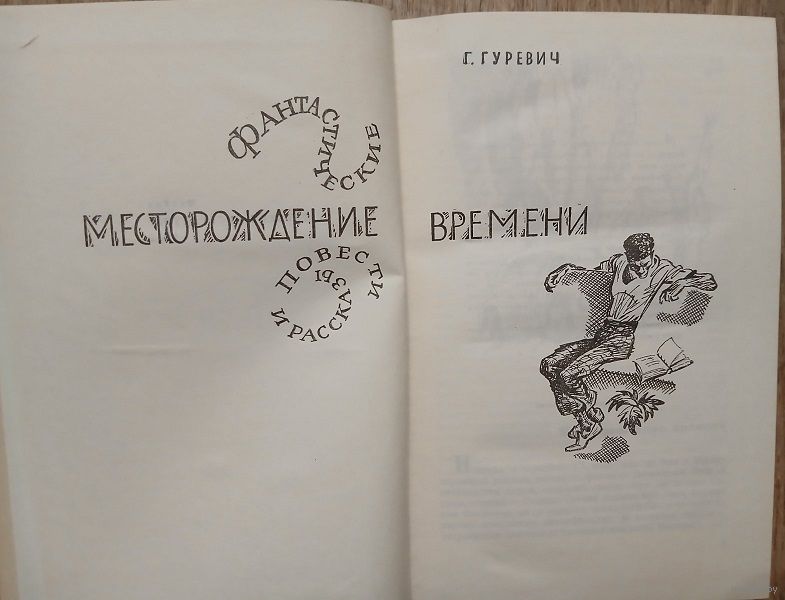 Г. ГУРЕВИЧ
ФАНТАСТИЧЕСКИЕ
МЕСТОРОЖДЕНИЕ ВРЕМЕНИ
ПОВЕСТИ
И РАССКАЗЫ